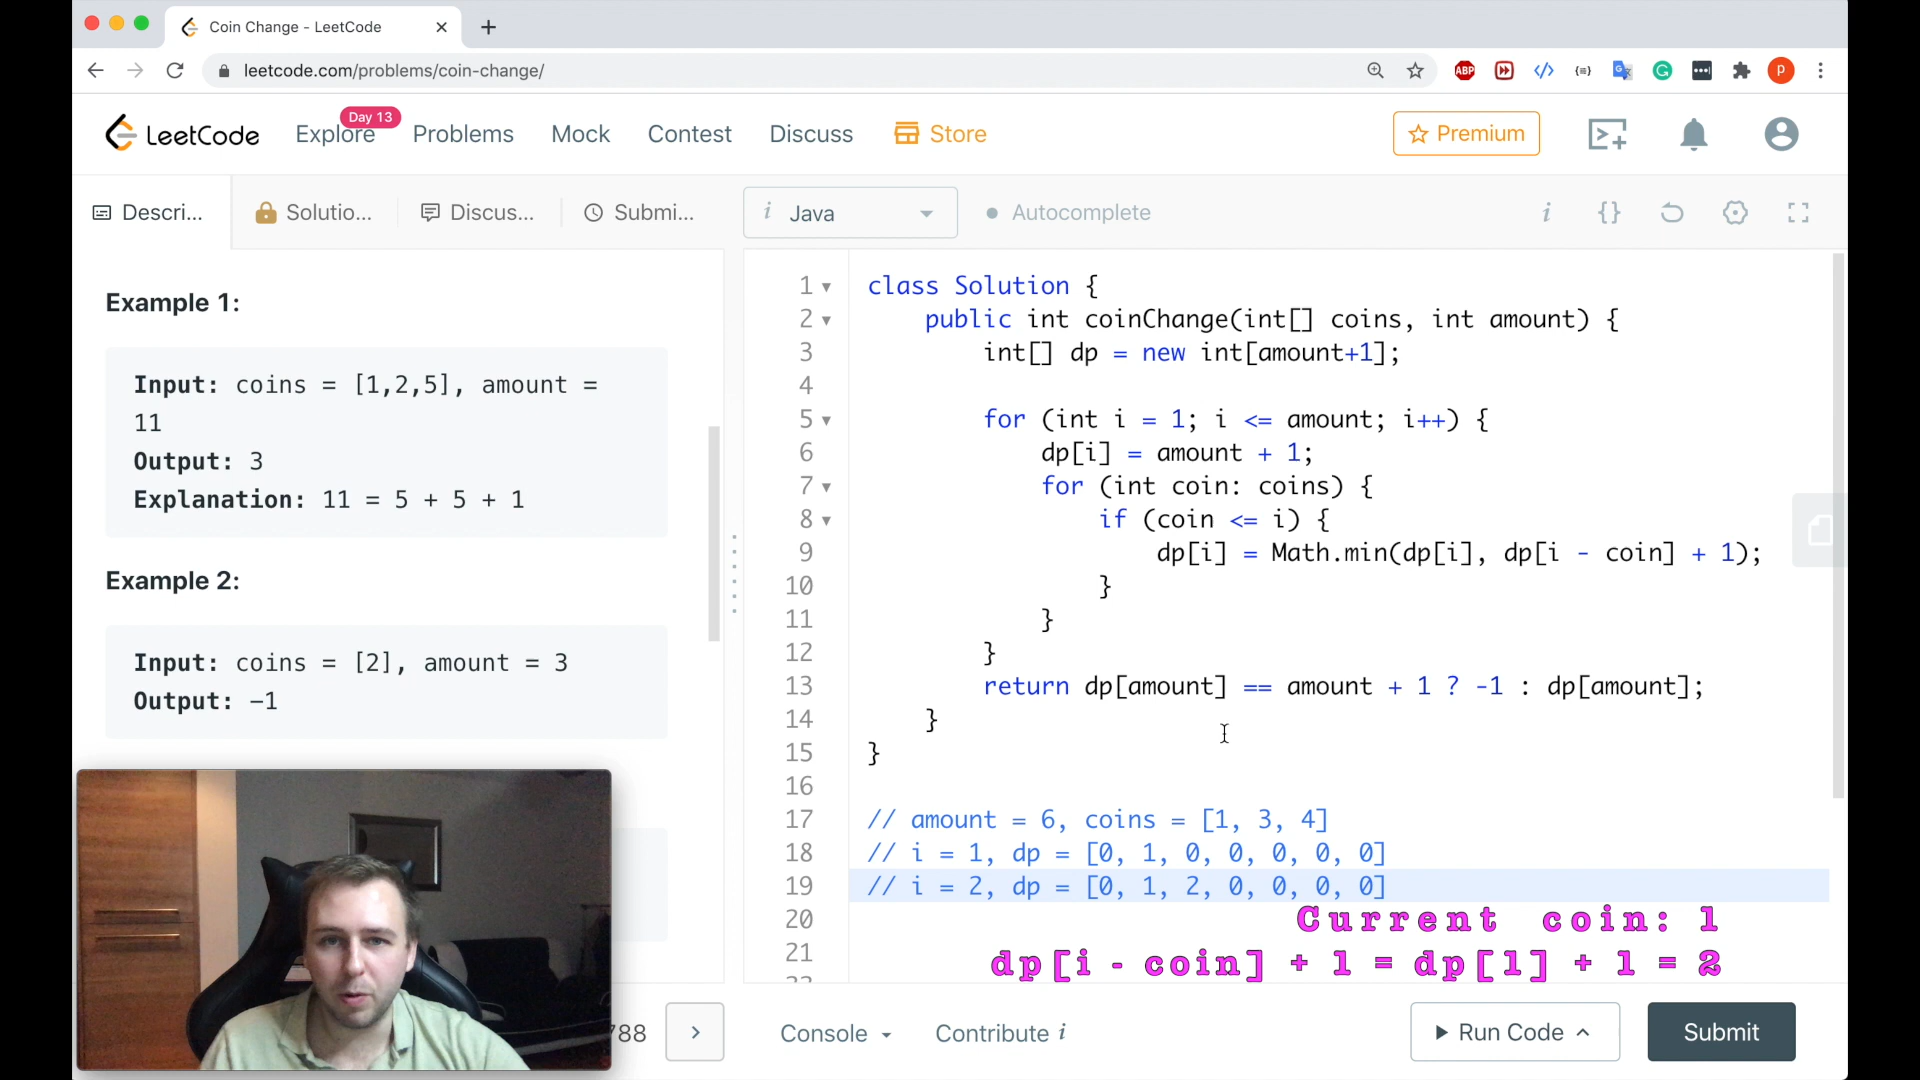 Coin Change - LeetCode
leetcode.com/problems/coin-change/
ABP
P
LeetCode
Explore
Day 13
Problems
Mock
Contest
Discuss
Store
Premium
Descri...
Solutio...
Discus...
Submi...
i Java
Autocomplete
i
{}
Example 1:
Input: coins = [1,2,5], amount =
11
Output: 3
Explanation: 11 = 5 + 5 + 1
Example 2:
Input: coins = [2], amount = 3
Output: -1
788
1 class Solution {
2     public int coinChange(int[] coins, int amount) {
3         int[] dp = new int[amount+1];
4
5         for (int i = 1; i <= amount; i++) {
6             dp[i] = amount + 1;
7             for (int coin: coins) {
8                 if (coin <= i) {
9                     dp[i] = Math.min(dp[i], dp[i - coin] + 1);
10                 }
11             }
12         }
13         return dp[amount] == amount + 1 ? -1 : dp[amount];
14     }
15 }
16
17 // amount = 6, coins = [1, 3, 4]
18 // i = 1, dp = [0, 1, 0, 0, 0, 0, 0]
19 // i = 2, dp = [0, 1, 2, 0, 0, 0, 0]
20
21
Current coin: 1
dp[i - coin] + 1 = dp[1] + 1 = 2
Console
Contribute i
Run Code
Submit